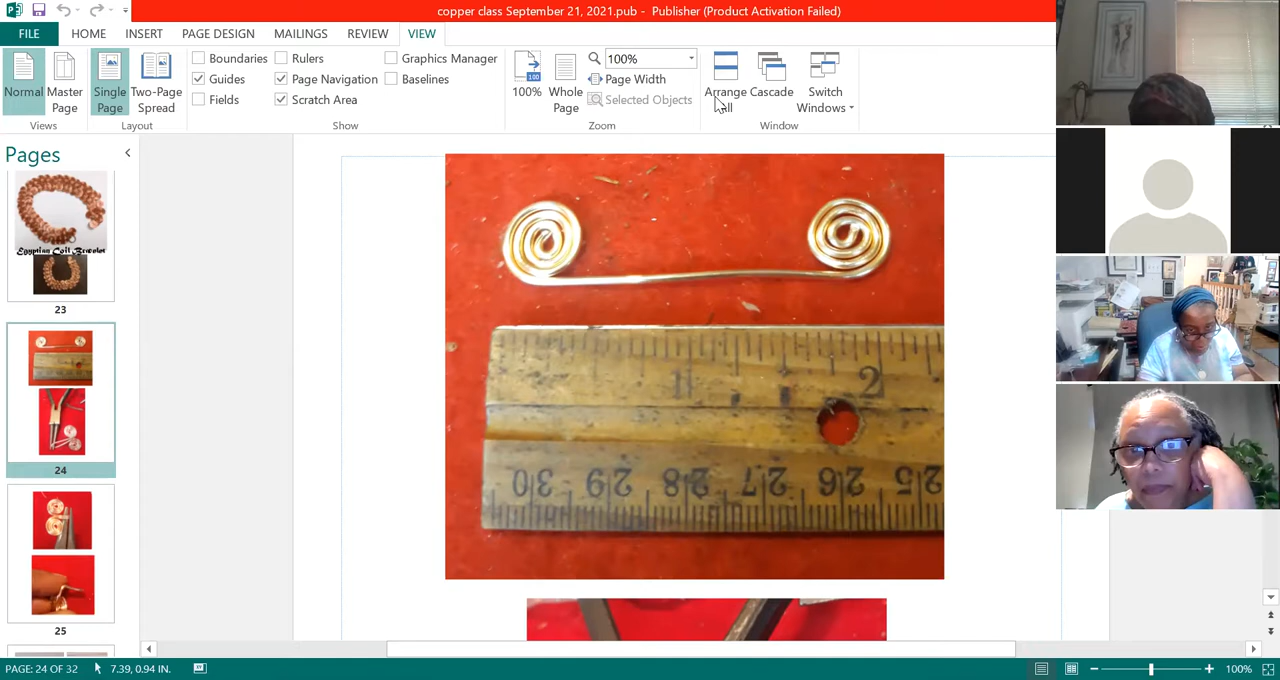 copper class September 21, 2021.pub - Publisher (Product Activation Failed)
FILE HOME INSERT PAGE DESIGN MAILINGS REVIEW VIEW
Normal
Master Page
Single Page
Two-Page Spread
Boundaries
Guides
Fields
Rulers
Page Navigation
Scratch Area
Graphics Manager
Baselines
100%
Whole Page
100%
Page Width
Selected Objects
Arrange All
Cascade
Switch Windows
Views
Layout
Show
Zoom
Window
Pages
Egyptian Coil Bracelet
23
24
25
1 2
30 29 28 27 26 25
PAGE: 24 OF 32
7.39, 0.94 IN.
100%